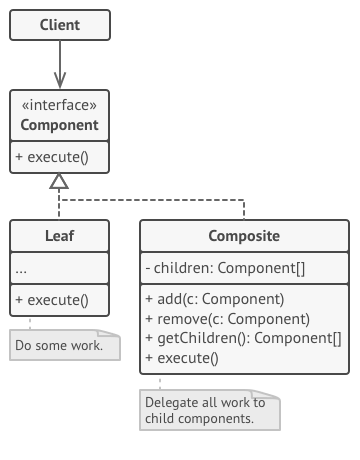 Client
«interface»
Component
+ execute()
Leaf
...
+ execute()
Do some work.
Composite
- children: Component[]
+ add(c: Component)
+ remove(c: Component)
+ getChildren(): Component[]
+ execute()
Delegate all work to
child components.